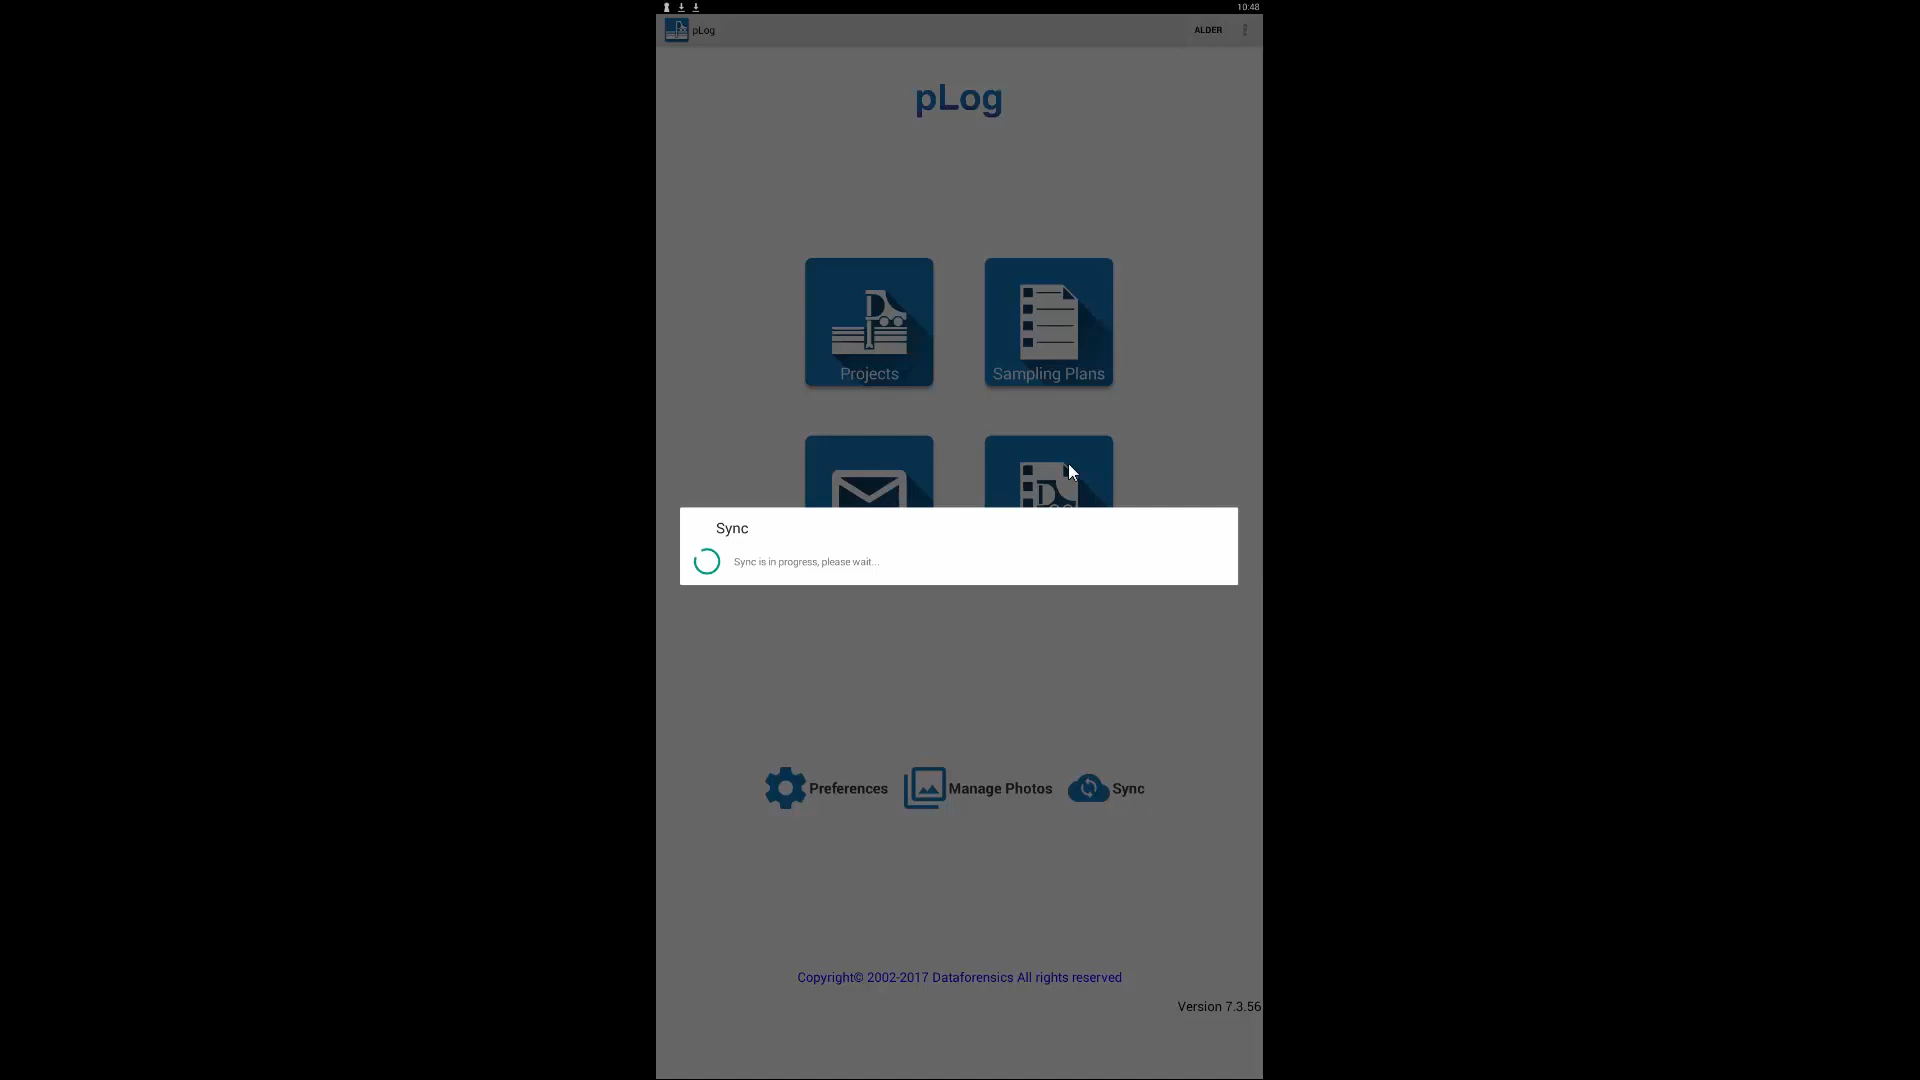 10:48
pLog
ALDER
pLog
Projects
Sampling Plans
Sync
Sync is in progress, please wait...
Preferences
Manage Photos
Sync
Copyright© 2002-2017 Dataforensics All rights reserved
Version 7.3.56